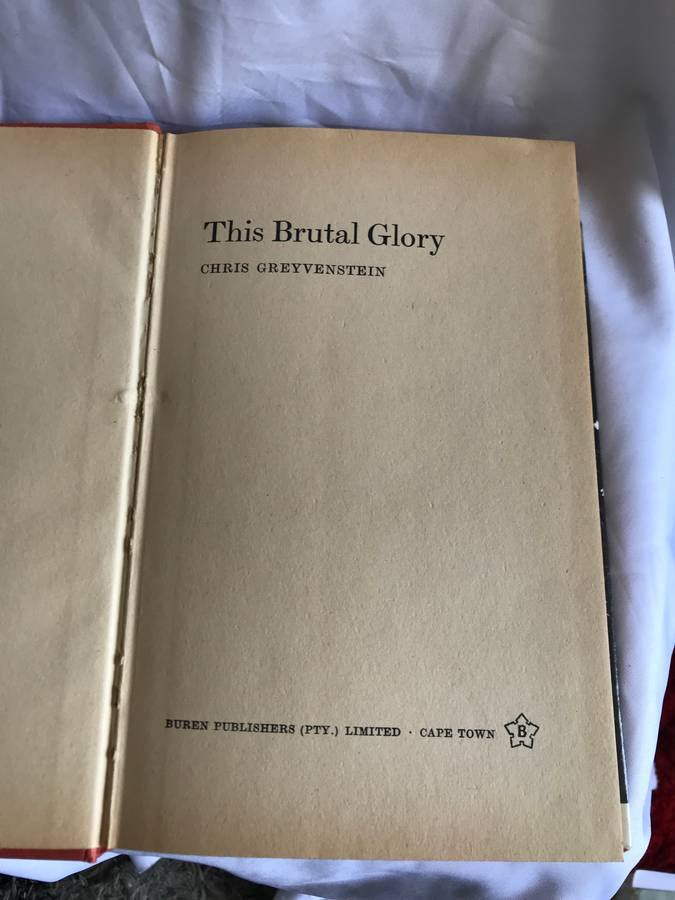 This Brutal Glory
CHRIS GREYVENSTEIN
BUREN PUBLISHERS (PTY.) LIMITED · CAPE TOWN B